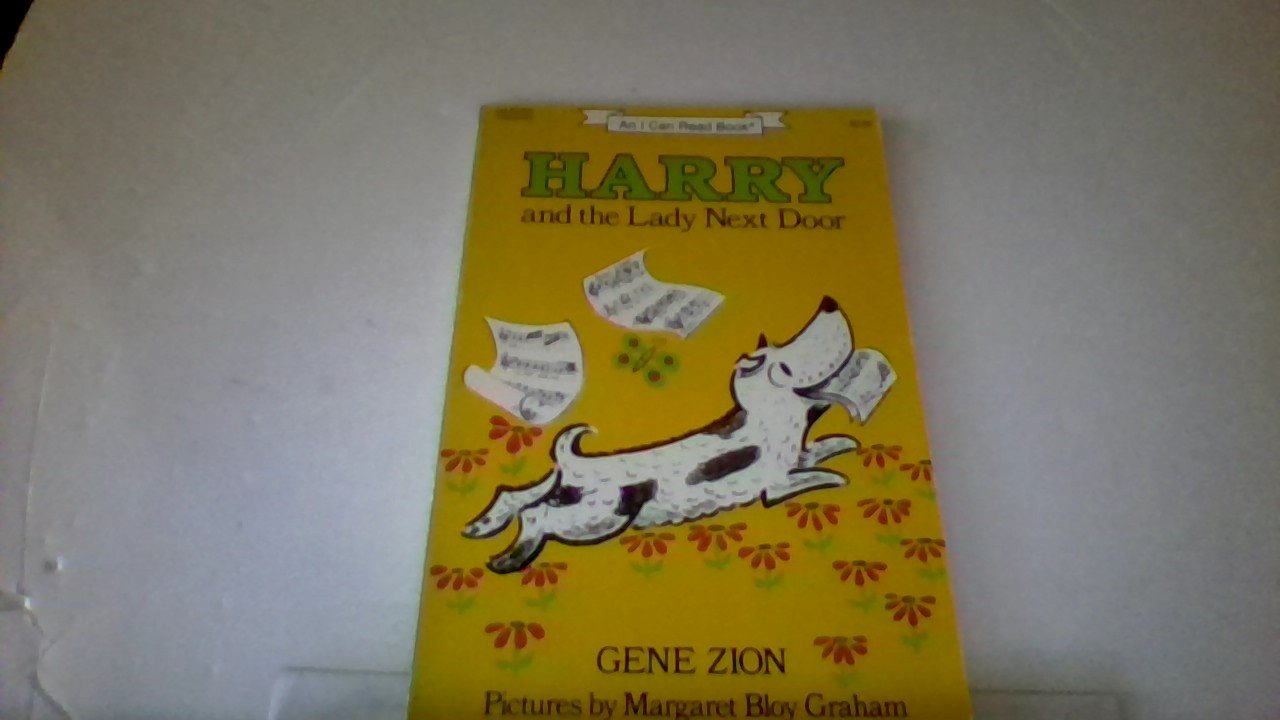 An I Can Read Book®
HARRY
and the Lady Next Door
GENE ZION
Pictures by Margaret Bloy Graham